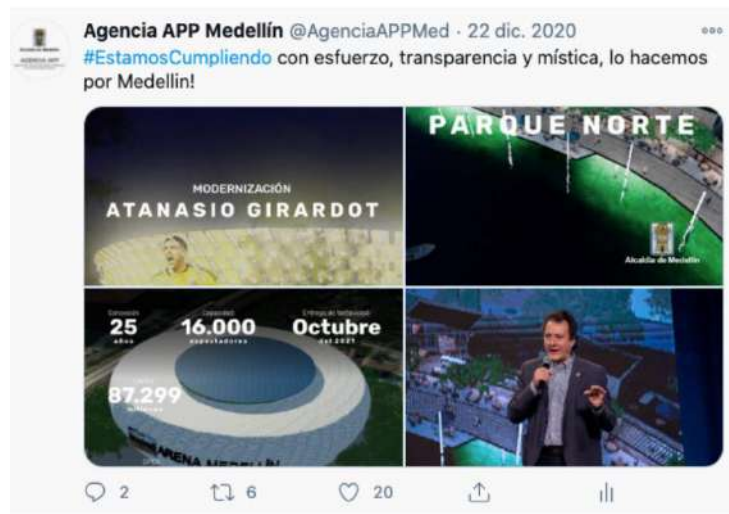 Agencia APP Medellín @AgenciaAPPMed · 22 dic. 2020
#EstamosCumpliendo con esfuerzo, transparencia y mística, lo hacemos
por Medellin!
MODERNIZACIÓN
ATANASIO GIRARDOT
PARQUE NORTE
Alcaldía de Medellín
25
años
16.000
espectadores
Octubre
del 2021
87.299
ARENA MEDELLÍN
2 6 20